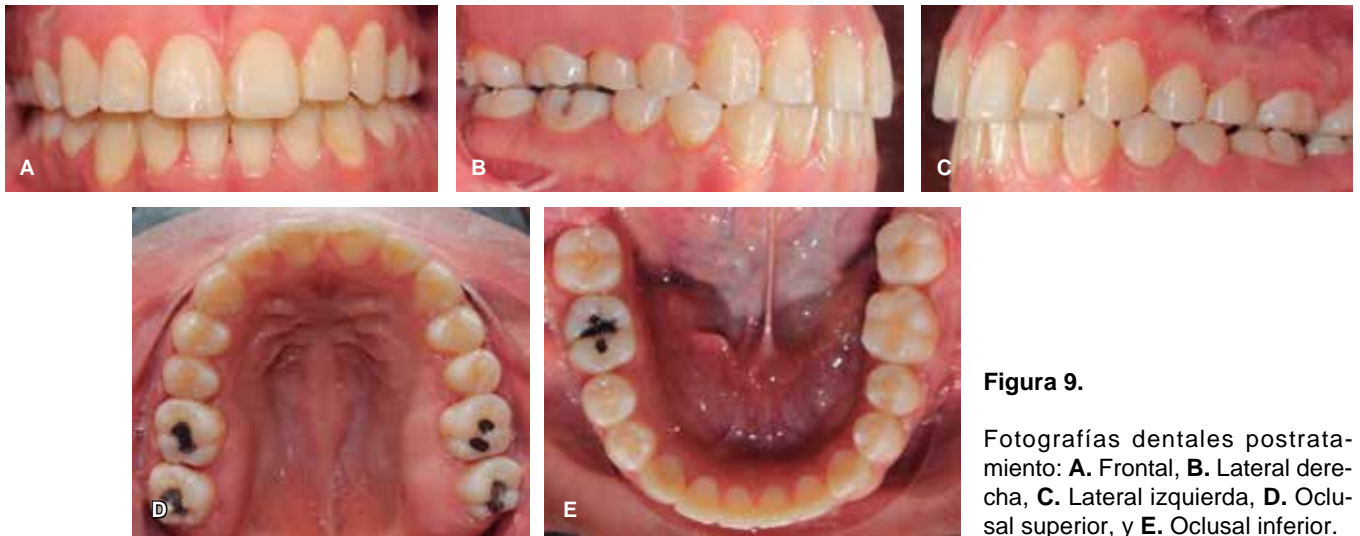 A
B
C
D
E
Figura 9.
Fotografías dentales postrata-
miento: A. Frontal, B. Lateral dere-
cha, C. Lateral izquierda, D. Oclu-
sal superior, y E. Oclusal inferior.